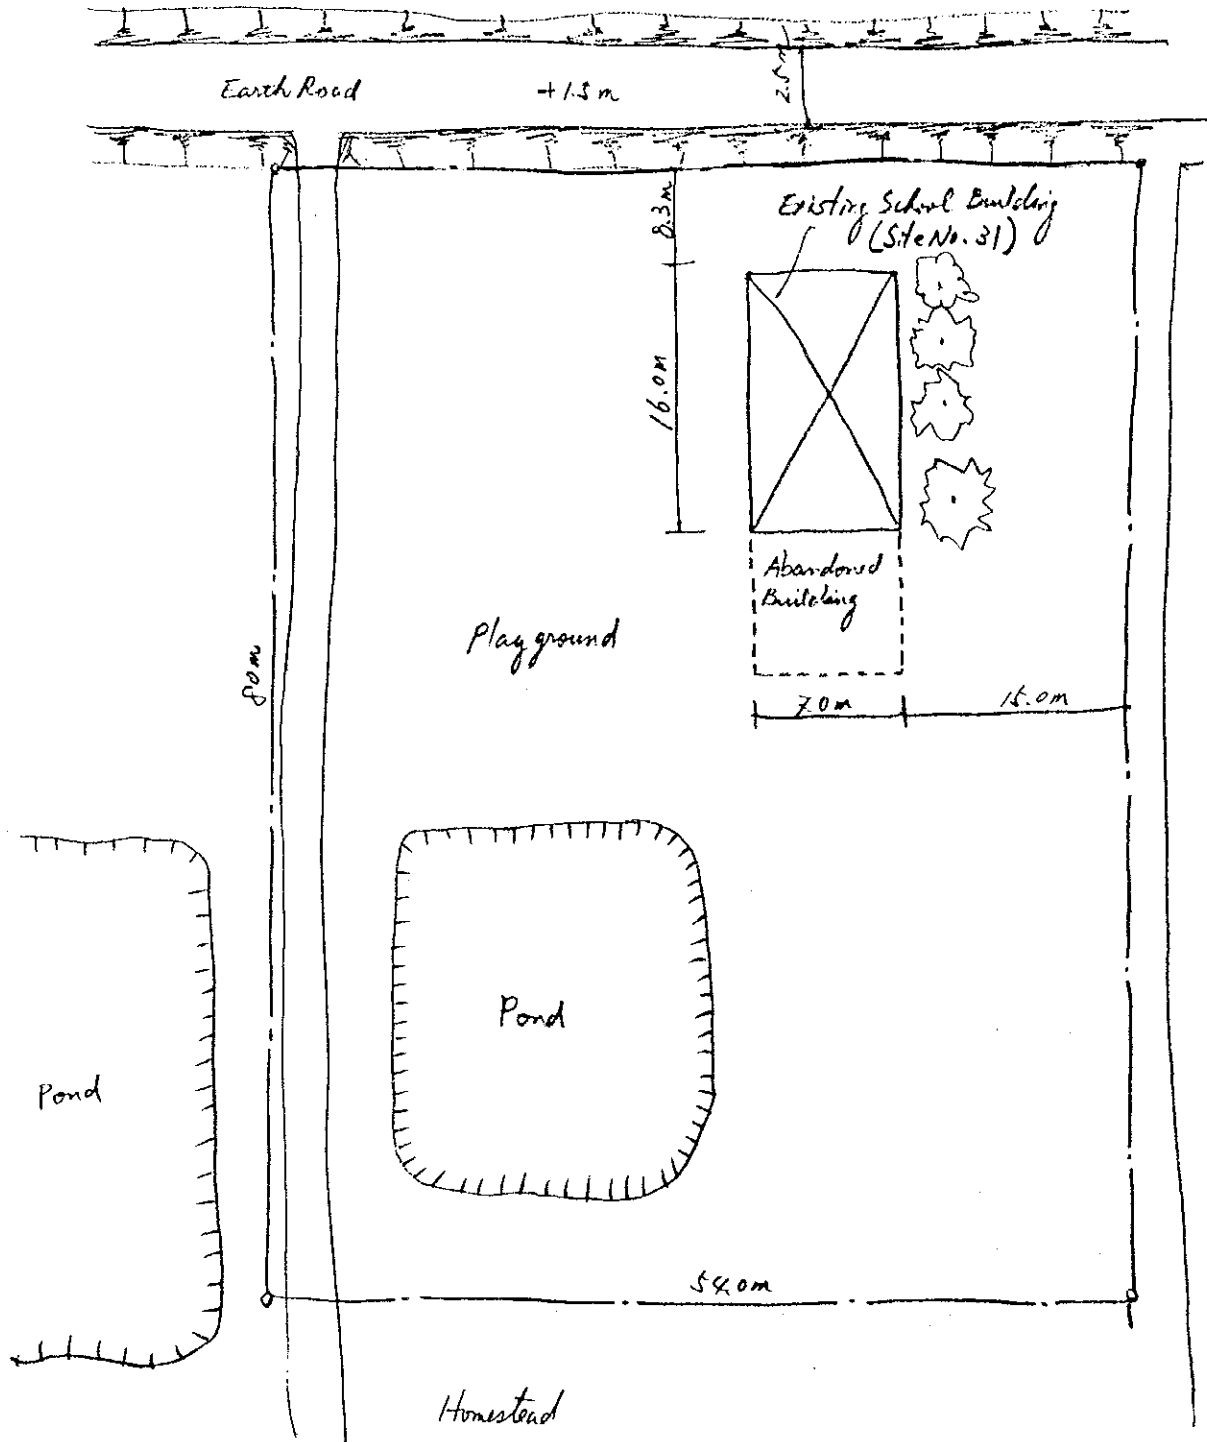 Earth Road
+1.5 m
2.5 m
8.3m
Existing School Building
(Site No. 31)
16.0m
Abandoned
Building
Playground
80m
7.0m
15.0m
Pond
Pond
54.0m
Homestead